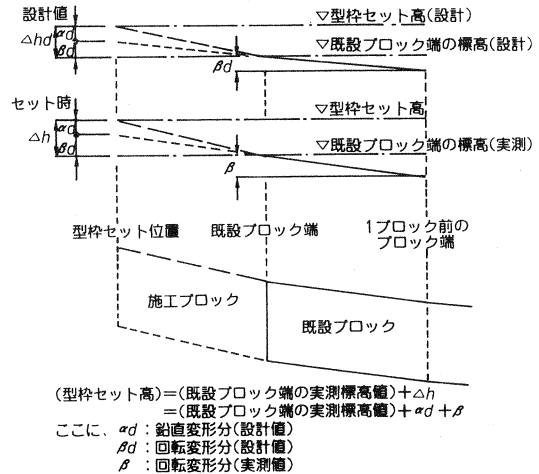 設計値
αd
△hd
βd
▽型枠セット高(設計)
▽既設ブロック端の標高(設計)
βd
セット時
αd
△h
βd
▽型枠セット高
▽既設ブロック端の標高(実測)
β
型枠セット位置
既設ブロック端
1ブロック前の
ブロック端
施工ブロック
既設ブロック
(型枠セット高)=(既設ブロック端の実測標高値)+△h
=(既設ブロック端の実測標高値)+αd+β
ここに、αd:鉛直変形分(設計値)
βd:回転変形分(設計値)
β:回転変形分(実測値)